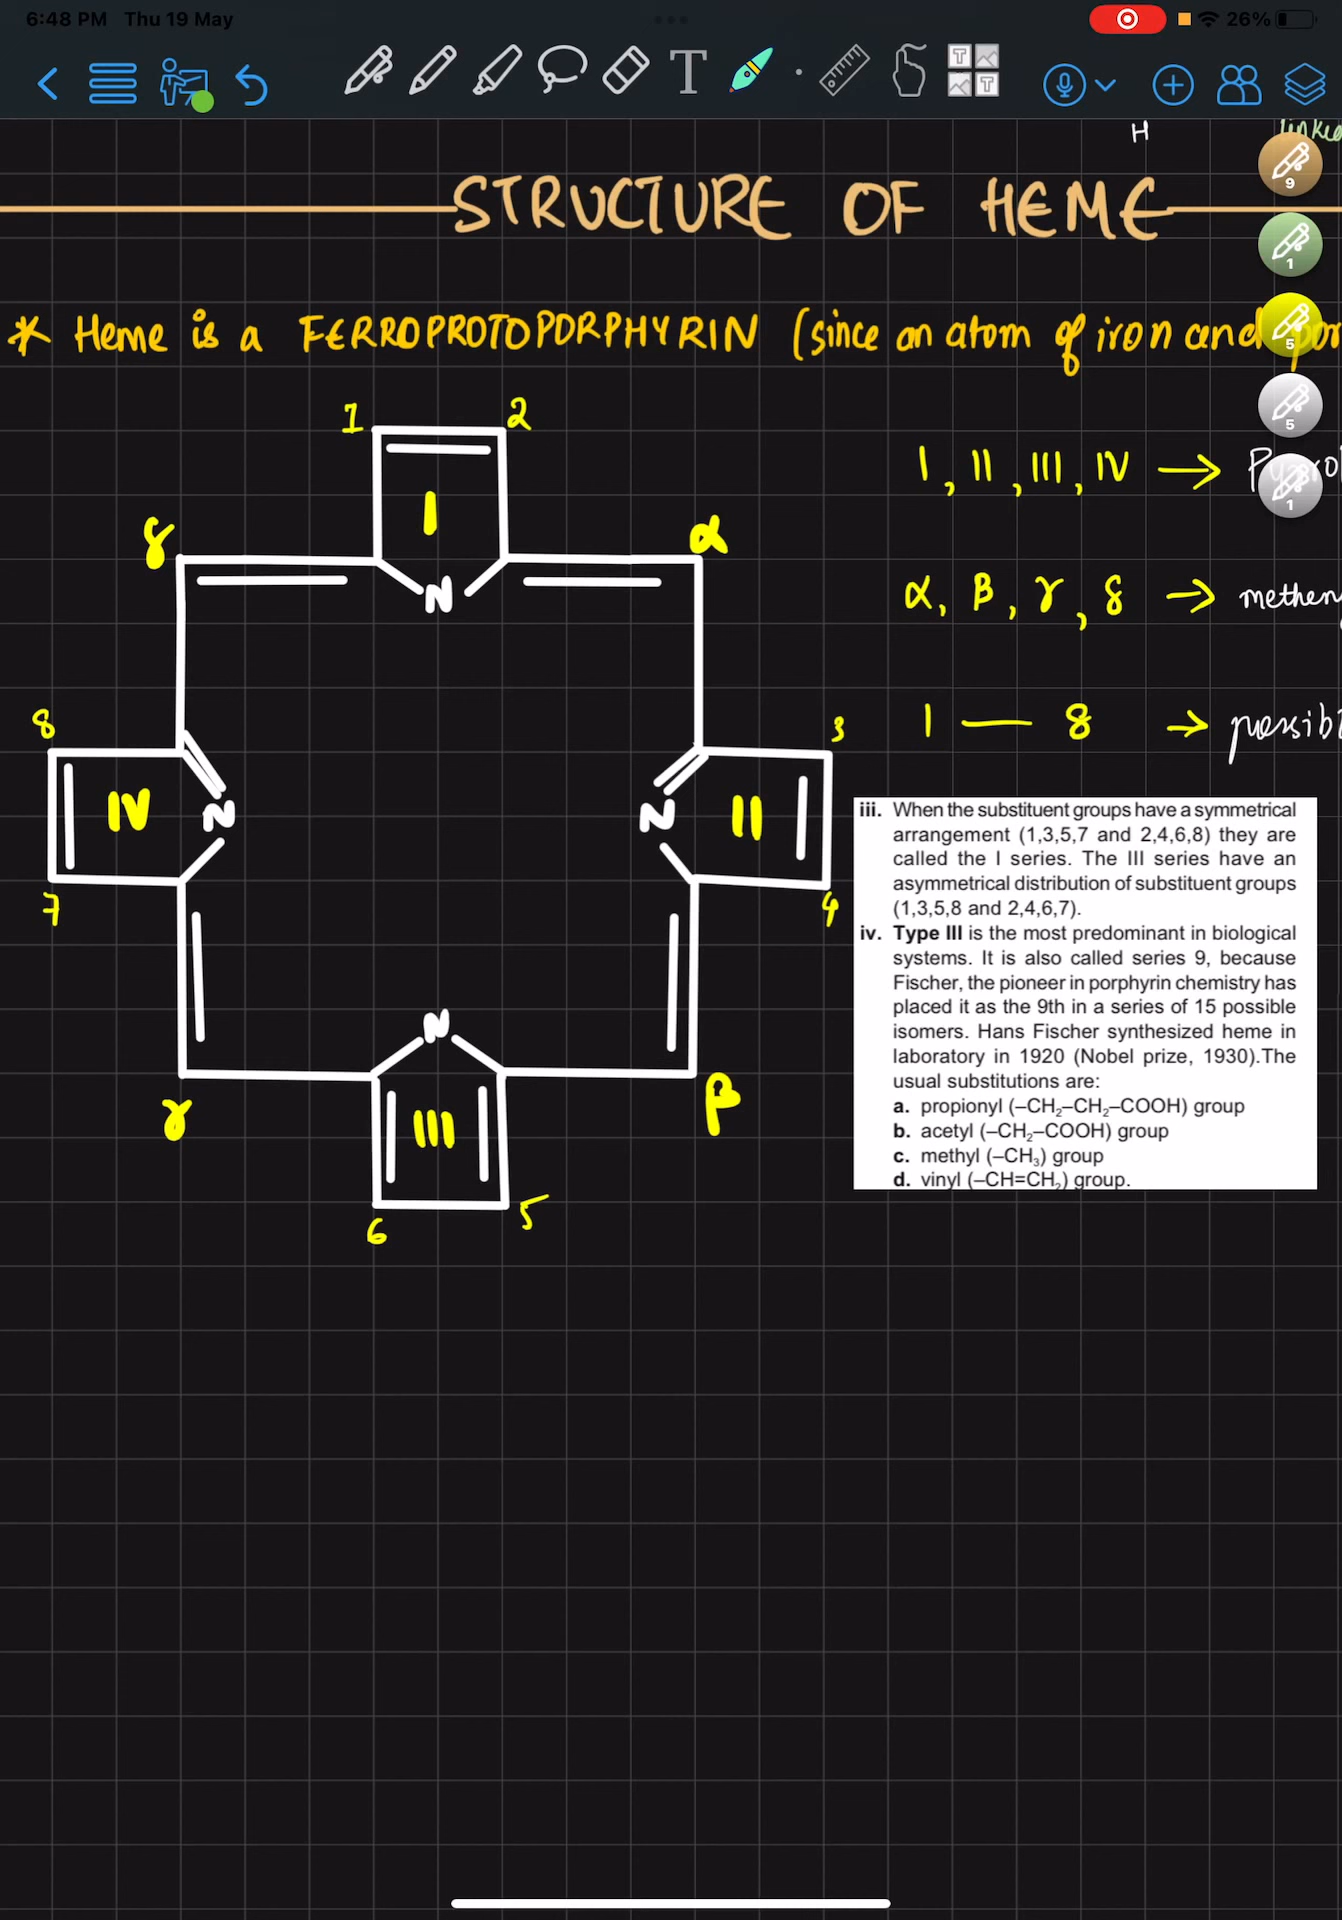 6:48 PM Thu 19 May
26%
H
STRUCTURE OF HEME
* Heme is a FERROPROTOPORPHYRIN (since an atom of iron and
1 2
I
N
δ α
8 3
IV N N II
7 4
N
III
γ β
6 5
I, II, III, IV →
α, β, γ, δ → methen
1 — 8 → possib
9
1
5
5
1
iii. When the substituent groups have a symmetrical
arrangement (1,3,5,7 and 2,4,6,8) they are
called the I series. The III series have an
asymmetrical distribution of substituent groups
(1,3,5,8 and 2,4,6,7).
iv. Type III is the most predominant in biological
systems. It is also called series 9, because
Fischer, the pioneer in porphyrin chemistry has
placed it as the 9th in a series of 15 possible
isomers. Hans Fischer synthesized heme in
laboratory in 1920 (Nobel prize, 1930).The
usual substitutions are:
a. propionyl (–CH₂–CH₂–COOH) group
b. acetyl (–CH₂–COOH) group
c. methyl (–CH₃) group
d. vinyl (–CH=CH₂) group.